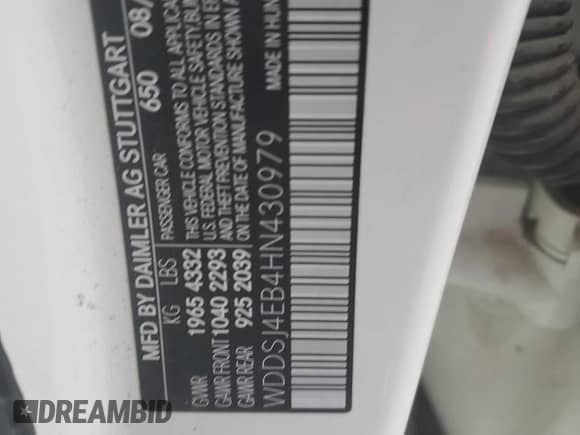 MFD BY DAIMLER AG STUTTGART
650 08/
KG LBS PASSENGER CAR
GVWR 1965 4332 THIS VEHICLE CONFORMS TO ALL APPLICA
GAWR FRONT 1040 2293 U.S. FEDERAL MOTOR VEHICLE SAFETY, BUM
AND THEFT PREVENTION STANDARDS IN E
GAWR REAR 925 2039 ON THE DATE OF MANUFACTURE SHOWN A
WDDSJ4EB4HN430979 MADE IN HUN
DREAMBID